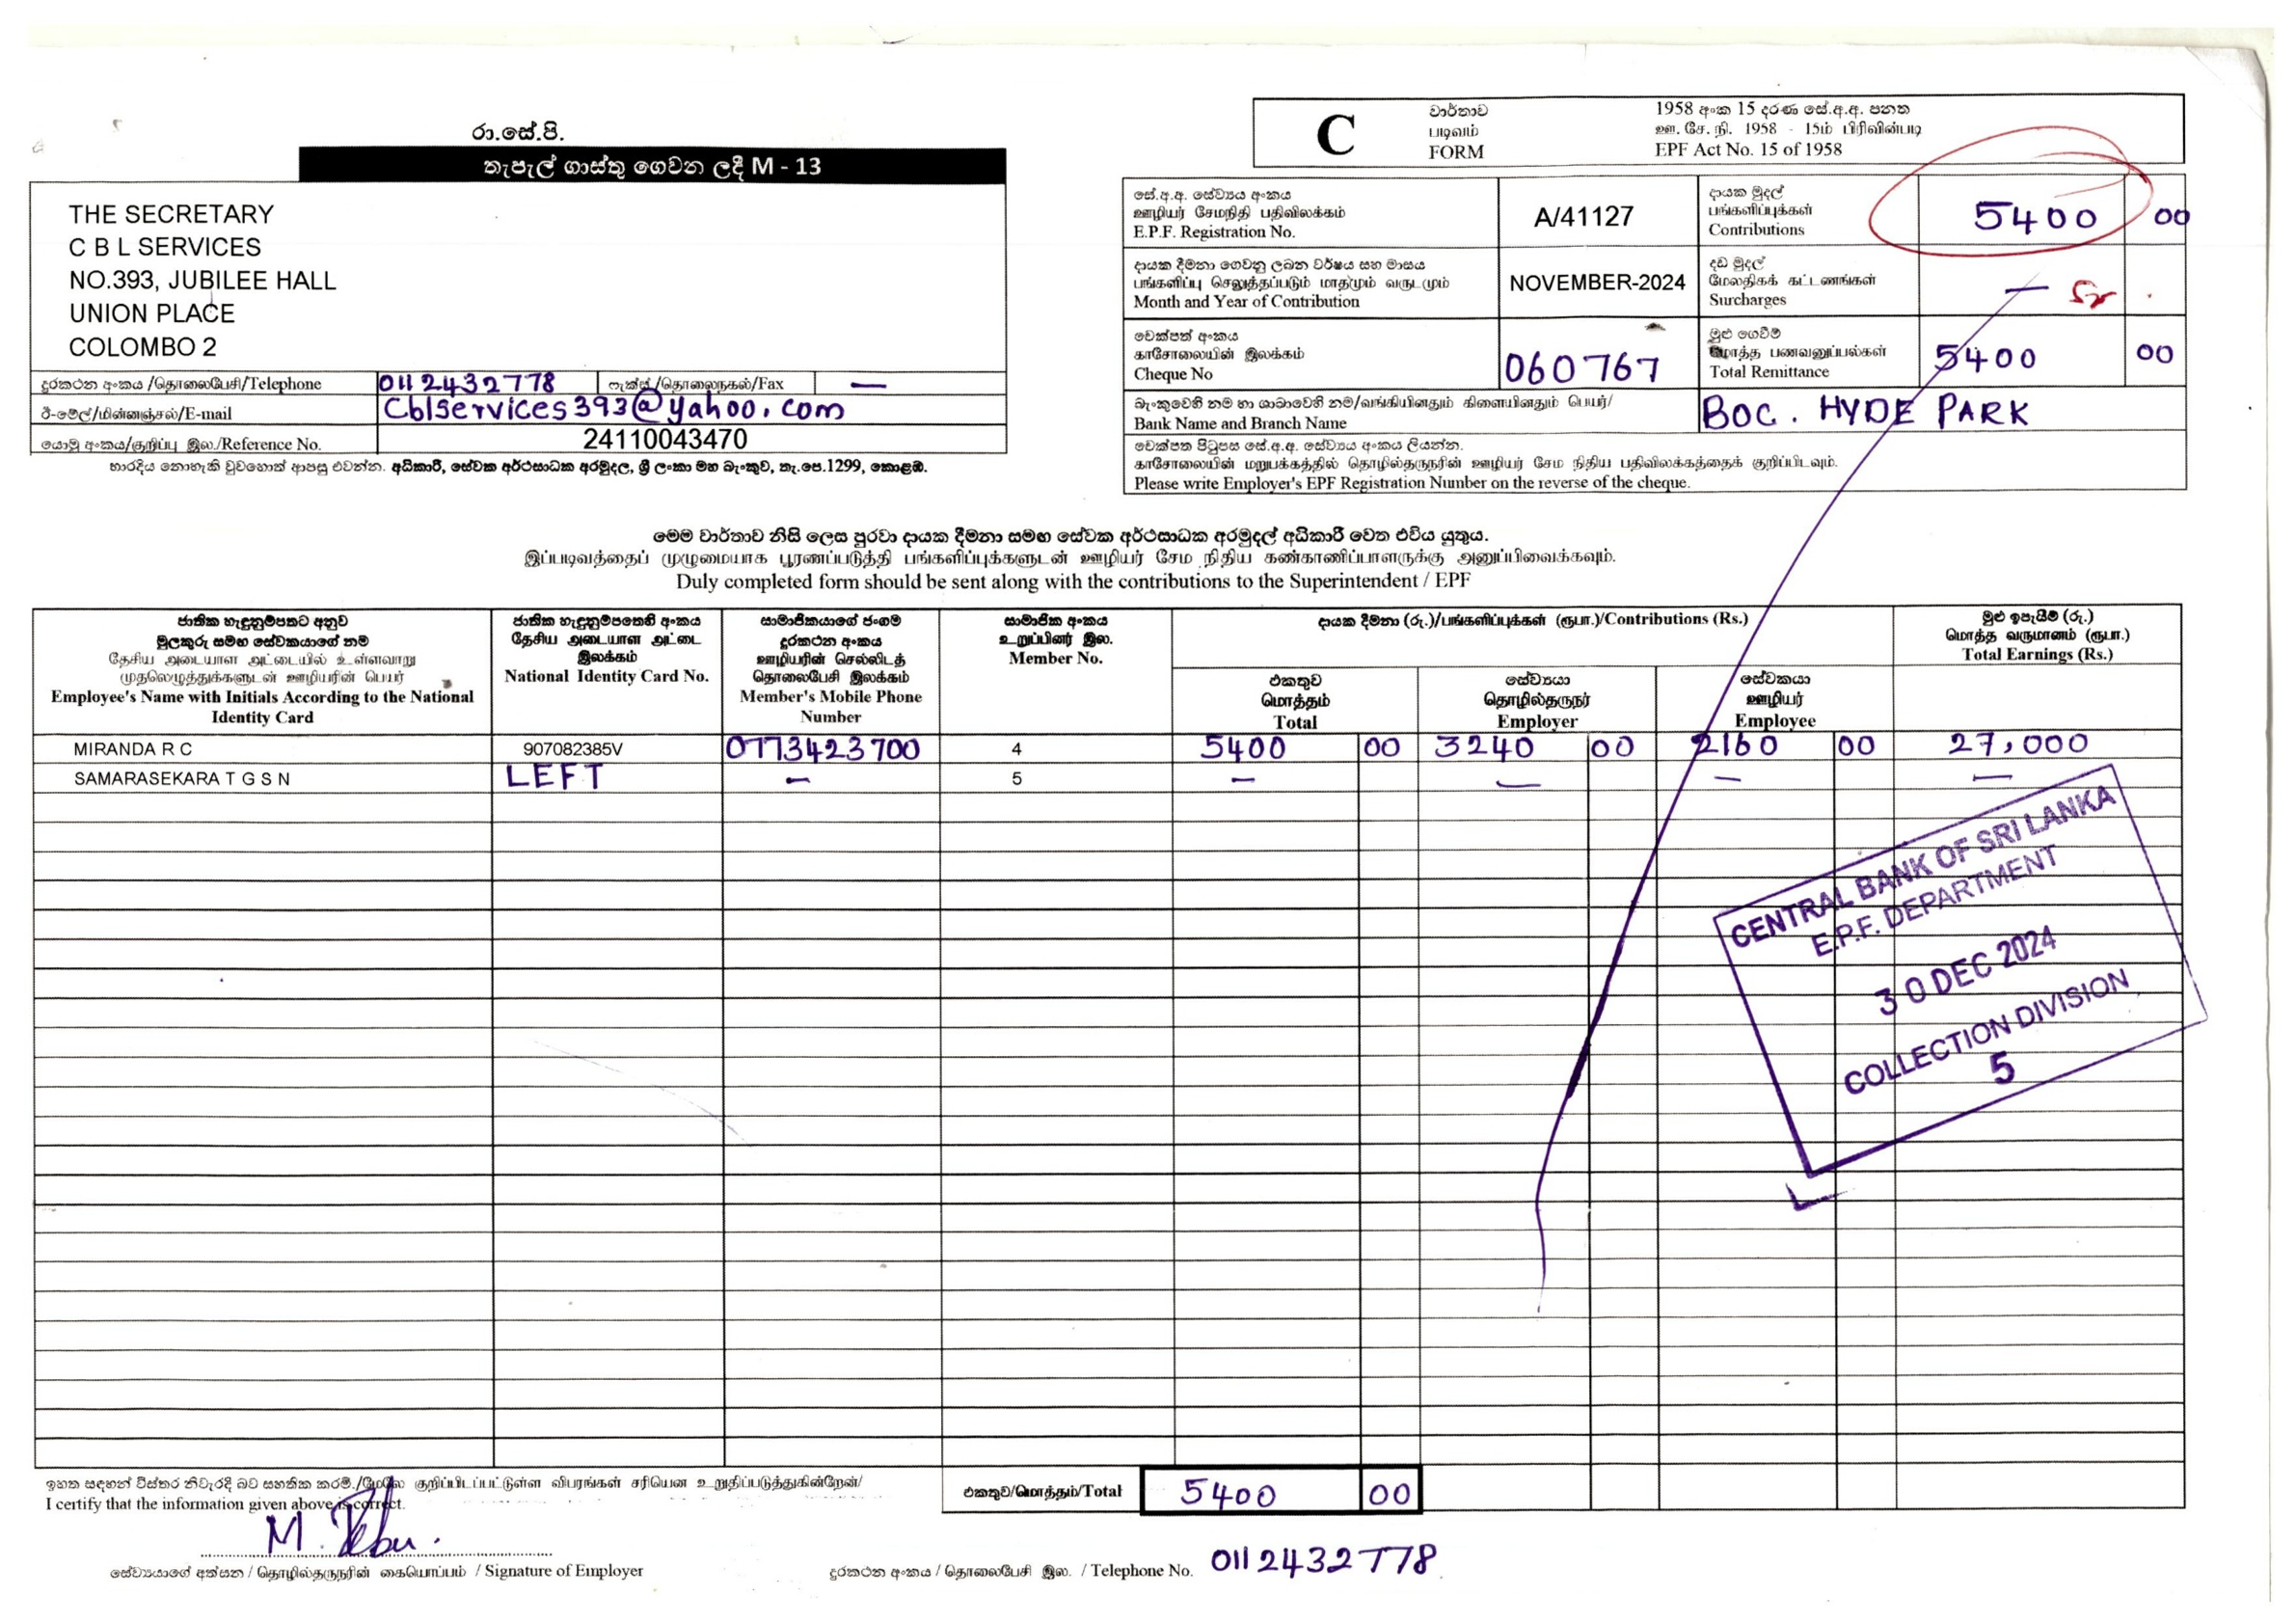 රා.සේ.පි.
තැපැල් ගාස්තු ගෙවන ලදී M - 13
THE SECRETARY
C B L SERVICES
NO.393, JUBILEE HALL
UNION PLACE
COLOMBO 2
දුරකථන අංකය /தொலைபேசி/Telephone 0112432778 ෆැක්ස් /தொலைநகல்/Fax —
ඊ-මේල්/மின்னஞ்சல்/E-mail Cblservices393@yahoo.com
යොමු අංකය/குறிப்பு இல./Reference No. 24110043470
භාරදිය නොහැකි වුවහොත් ආපසු එවන්න. අධිකාරී, සේවක අර්ථසාධක අරමුදල, ශ්‍රී ලංකා මහ බැංකුව, තැ.පෙ.1299, කොළඹ.
C
වාර්තාව
படிவம்
FORM
1958 අංක 15 දරණ සේ.අ.අ. පනත
ஊ. சே. நி. 1958 - 15ம் பிரிவின்படி
EPF Act No. 15 of 1958
සේ.අ.අ. සේව්‍යය අංකය
ஊழியர் சேமநிதி பதிவிலக்கம்
E.P.F. Registration No.
A/41127
දායක මුදල්
பங்களிப்புக்கள்
Contributions
5400 00
දායක දීමනා ගෙවනු ලබන වර්ෂය සහ මාසය
பங்களிப்பு செலுத்தப்படும் மாதமும் வருடமும்
Month and Year of Contribution
NOVEMBER-2024
දඩ මුදල්
மேலதிகக் கட்டணங்கள்
Surcharges
—
චෙක්පත් අංකය
காசோலையின் இலக்கம்
Cheque No
060767
මුළු ගෙවීම්
மொத்த பணவனுப்பல்கள்
Total Remittance
5400 00
බැංකුවෙහි නම හා ශාඛාවෙහි නම/வங்கியினதும் கிளையினதும் பெயர்/
Bank Name and Branch Name
BOC. HYDE PARK
චෙක්පත පිටුපස සේ.අ.අ. සේව්‍යය අංකය ලියන්න.
காசோலையின் மறுபக்கத்தில் தொழில்தருநரின் ஊழியர் சேம நிதிய பதிவிலக்கத்தைக் குறிப்பிடவும்.
Please write Employer's EPF Registration Number on the reverse of the cheque.
මෙම වාර්තාව නිසි ලෙස පුරවා දායක දීමනා සමඟ සේවක අර්ථසාධක අරමුදල් අධිකාරී වෙත එවිය යුතුය.
இப்படிவத்தைப் முழுமையாக பூரணப்படுத்தி பங்களிப்புக்களுடன் ஊழியர் சேம நிதிய கண்காணிப்பாளருக்கு அனுப்பிவைக்கவும்.
Duly completed form should be sent along with the contributions to the Superintendent / EPF
ජාතික හැඳුනුම්පතට අනුව
මුලකුරු සමඟ සේවකයාගේ නම
தேசிய அடையாள அட்டையில் உள்ளவாறு
முதலெழுத்துக்களுடன் ஊழியரின் பெயர்
Employee's Name with Initials According to the National
Identity Card
ජාතික හැඳුනුම්පතෙහි අංකය
தேசிய அடையாள அட்டை
இலக்கம்
National Identity Card No.
සාමාජිකයාගේ ජංගම
දුරකථන අංකය
ஊழியரின் செல்லிடத்
தொலைபேசி இலக்கம்
Member's Mobile Phone
Number
සාමාජික අංකය
உறுப்பினர் இல.
Member No.
දායක දීමනා (රු.)/பங்களிப்புக்கள் (ரூபா.)/Contributions (Rs.)
එකතුව
மொத்தம்
Total
සේව්‍යයා
தொழில்தருநர்
Employer
සේවකයා
ஊழியர்
Employee
මුළු ඉපැයීම් (රු.)
மொத்த வருமானம் (ரூபா.)
Total Earnings (Rs.)
MIRANDA R C 907082385V 0773423700 4 5400 00 3240 00 2160 00 27,000
SAMARASEKARA T G S N LEFT — 5 — — — —
CENTRAL BANK OF SRI LANKA
E.P.F. DEPARTMENT
30 DEC 2024
COLLECTION DIVISION
5
ඉහත සඳහන් විස්තර නිවැරදි බව සහතික කරමි./மேலே குறிப்பிடப்பட்டுள்ள விபரங்கள் சரியென உறுதிப்படுத்துகின்றேன்/
I certify that the information given above is correct.
එකතුව/மொத்தம்/Total 5400 00
සේව්‍යයාගේ අත්සන / தொழில்தருநரின் கையொப்பம் / Signature of Employer
දුරකථන අංකය / தொலைபேசி இல. / Telephone No. 0112432778